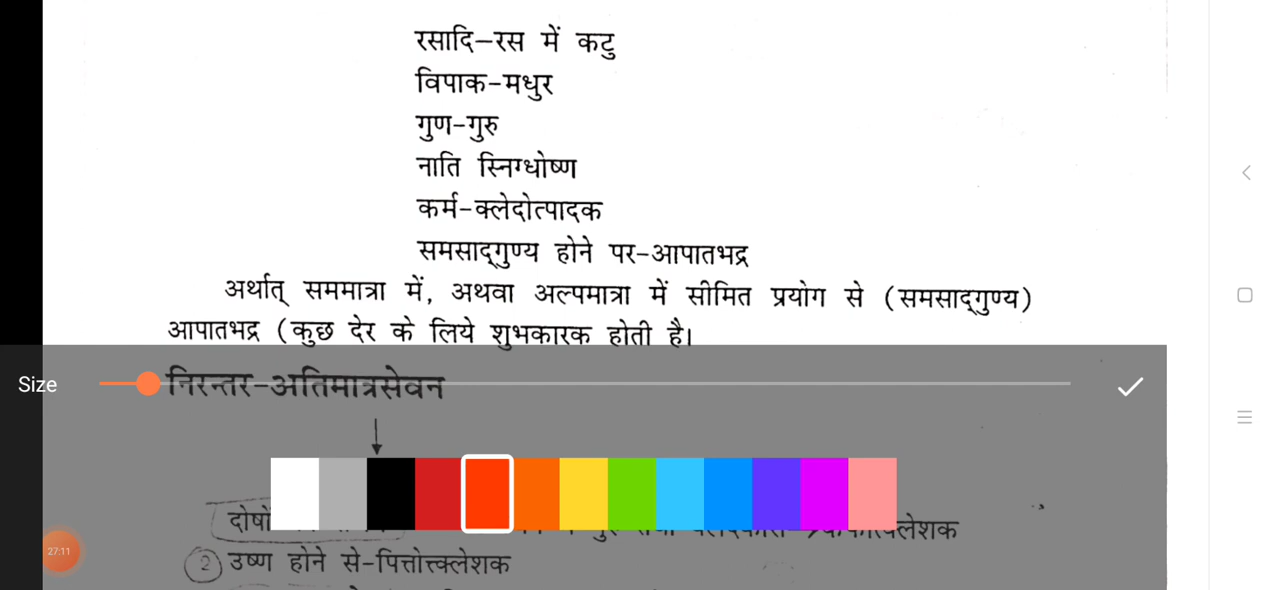 रसादि-रस में कटु
विपाक-मधुर
गुण-गुरु
नाति स्निग्धोष्ण
कर्म-क्लेदोत्पादक
समसाद्गुण्य होने पर-आपातभद्र
अर्थात् सममात्रा में, अथवा अल्पमात्रा में सीमित प्रयोग से (समसाद्गुण्य)
आपातभद्र (कुछ देर के लिये शुभकारक होती है।
Size
निरन्तर-अतिमात्रसेवन
दोषों
2 उष्ण होने से-पित्तोत्त्क्लेशक
27:11